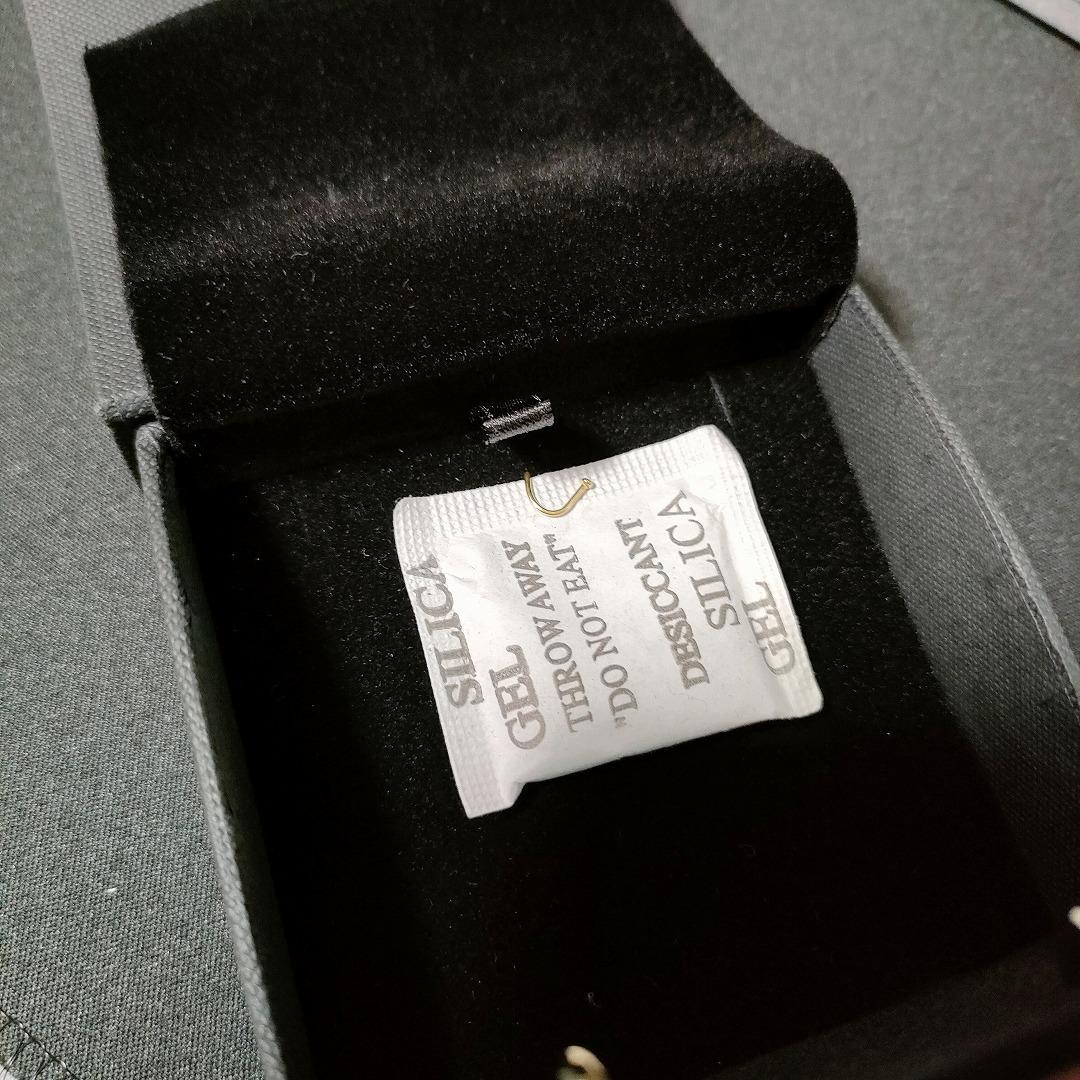 SILICA
GEL
THROW AWAY
"DO NOT EAT"
DESICCANT
SILICA
GEL